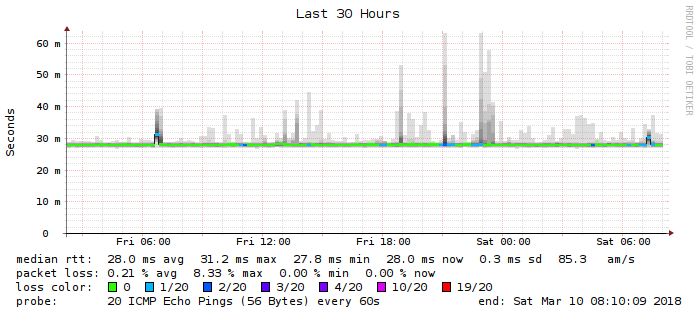 Last 30 Hours
RRDTOOL / TOBI OETIKER
Seconds
60 m
50 m
40 m
30 m
20 m
10 m
0
Fri 06:00 Fri 12:00 Fri 18:00 Sat 00:00 Sat 06:00
median rtt: 28.0 ms avg 31.2 ms max 27.8 ms min 28.0 ms now 0.3 ms sd 85.3 am/s
packet loss: 0.21 % avg 8.33 % max 0.00 % min 0.00 % now
loss color: 0 1/20 2/20 3/20 4/20 10/20 19/20
probe: 20 ICMP Echo Pings (56 Bytes) every 60s end: Sat Mar 10 08:10:09 2018